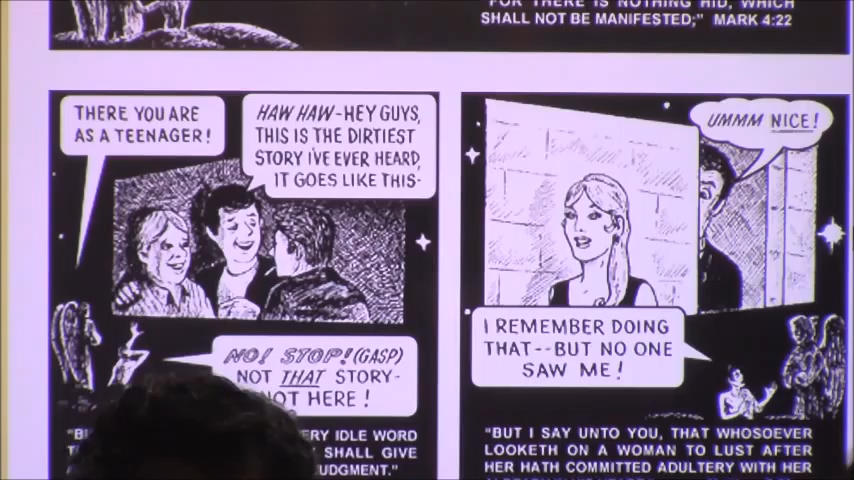 FOR THERE IS NOTHING HID, WHICH
SHALL NOT BE MANIFESTED;" MARK 4:22
THERE YOU ARE
AS A TEENAGER!
HAW HAW-HEY GUYS,
THIS IS THE DIRTIEST
STORY I'VE EVER HEARD,
IT GOES LIKE THIS-
NO! STOP! (GASP)
NOT THAT STORY-
NOT HERE!
ERY IDLE WORD
SHALL GIVE
JUDGMENT."
UMMM NICE!
I REMEMBER DOING
THAT--BUT NO ONE
SAW ME!
"BUT I SAY UNTO YOU, THAT WHOSOEVER
LOOKETH ON A WOMAN TO LUST AFTER
HER HATH COMMITTED ADULTERY WITH HER